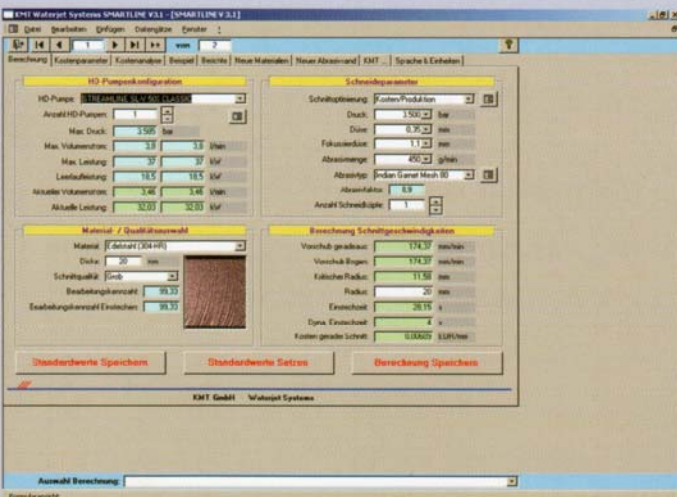 KMT Waterjet Systems SMARTLINE V3.1 - [SMARTLINE V 3.1]
Datei Bearbeiten Einfügen Datensätze Fenster ?
1 von 2
Berechnung Kostenparameter Kostenanalyse Beispiel Berichte Neue Materialien Neuer Abrasivsand KMT ... Sprache & Einheiten
HD-Pumpenkonfiguration
HD-Pumpe: STREAMLINE SL-V 50 CLASSIC
Anzahl HD-Pumpen: 1
Max. Druck: 3.585 bar
Max. Volumenstrom: 3,8 3,8 l/min
Max. Leistung: 37 37 kW
Leerlaufleistung: 18,5 18,5 kW
Aktueller Volumenstrom: 3,46 3,46 l/min
Aktuelle Leistung: 32,03 32,03 kW
Schneidparameter
Schnittoptimierung: Kosten/Produktion
Druck: 3.500 bar
Düse: 0,35 mm
Fokussierdüse: 1,1 mm
Abrasivmenge: 450 g/min
Abrasivtyp: Indian Garnet Mesh 80
Abrasivfaktor: 0,9
Anzahl Schneidköpfe: 1
Material- / Qualitätsauswahl
Material: Edelstahl (304-HR)
Dicke: 20 mm
Schnittqualität: Grob
Bearbeitungskennzahl: 99,33
Bearbeitungskennzahl Einstechen: 99,33
Berechnung Schnittgeschwindigkeiten
Vorschub geradeaus: 174,37 mm/min
Vorschub Bogen: 174,37 mm/min
Kritischer Radius: 11,58 mm
Radius: 20 mm
Einstechzeit: 28,15 s
Dyna. Einstechzeit: 4 s
Kosten gerader Schnitt: 0,00609 EUR/mm
Standardwerte Speichern Standardwerte Setzen Berechnung Speichern
KMT GmbH Waterjet Systems
Auswahl Berechnung:
Formularansicht